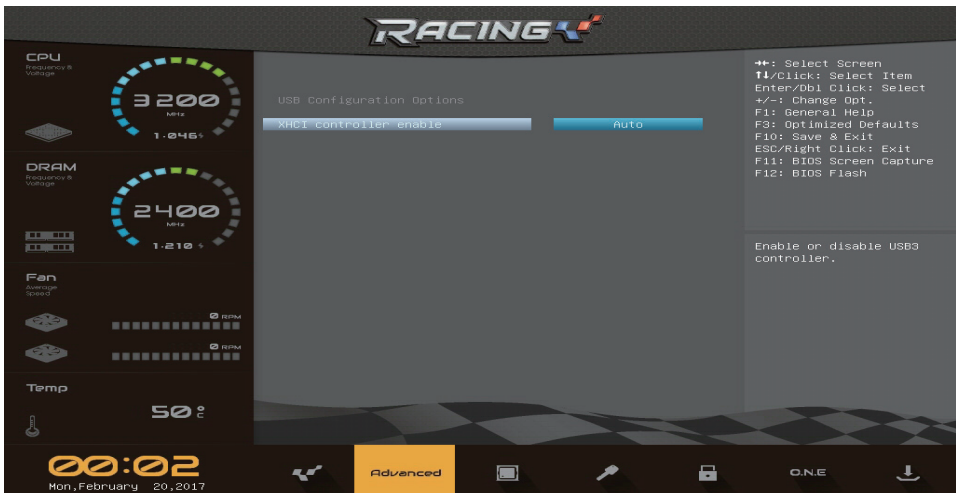 RACING
CPU
Frequency &
Voltage
3200
MHz
1.046
DRAM
Frequency &
Voltage
2400
MHz
1.210
Fan
Average
Speed
0 RPM
0 RPM
Temp
50 °C
00:02
Mon,February 20,2017
USB Configuration Options
XHCI controller enable Auto
→←: Select Screen
↑↓/Click: Select Item
Enter/Dbl Click: Select
+/-: Change Opt.
F1: General Help
F3: Optimized Defaults
F10: Save & Exit
ESC/Right Click: Exit
F11: BIOS Screen Capture
F12: BIOS Flash
Enable or disable USB3
controller.
Advanced
O.N.E